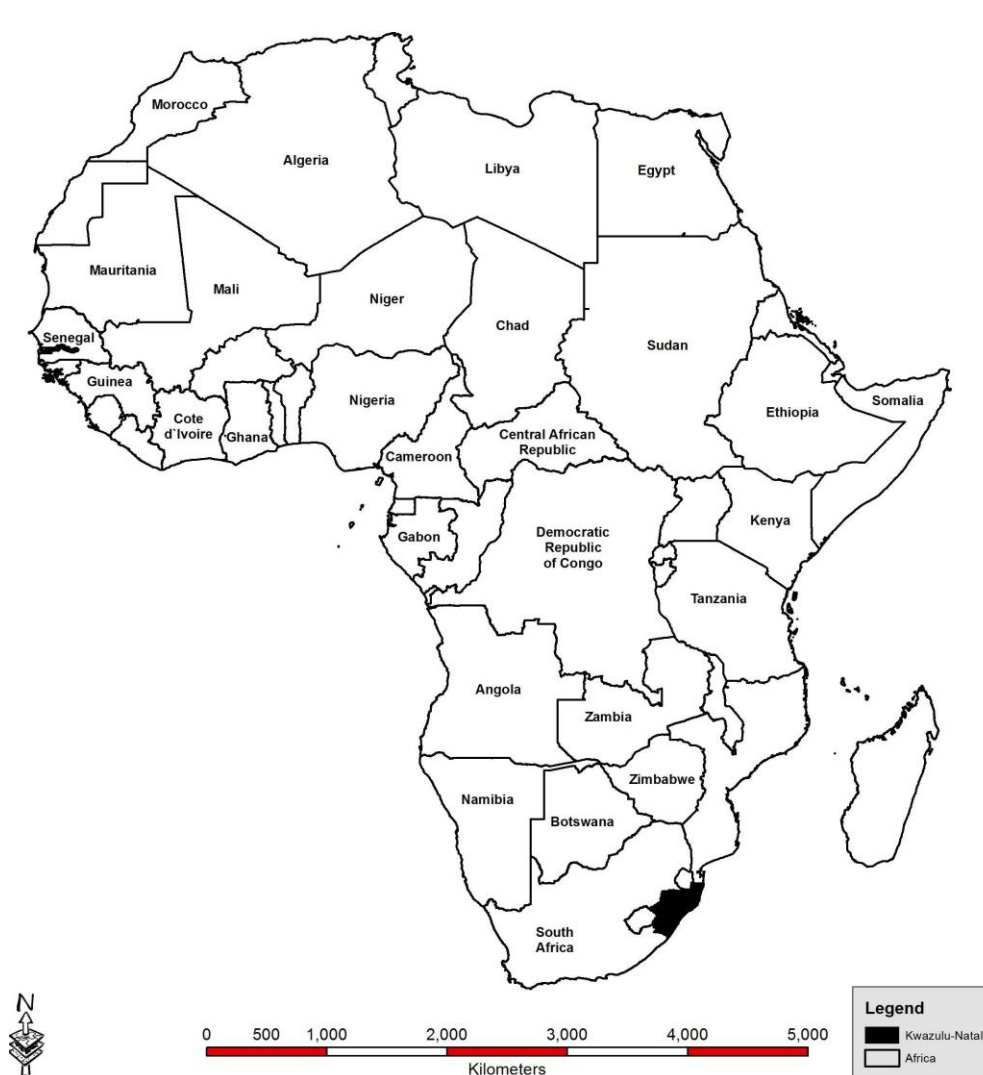 Morocco
Algeria
Libya
Egypt
Mauritania
Mali
Niger
Chad
Sudan
Senegal
Guinea
Cote
d`Ivoire
Ghana
Nigeria
Cameroon
Central African
Republic
Ethiopia
Somalia
Gabon
Democratic
Republic
of Congo
Kenya
Tanzania
Angola
Zambia
Zimbabwe
Namibia
Botswana
South
Africa
N
0 500 1,000 2,000 3,000 4,000 5,000
Kilometers
Legend
Kwazulu-Natal
Africa